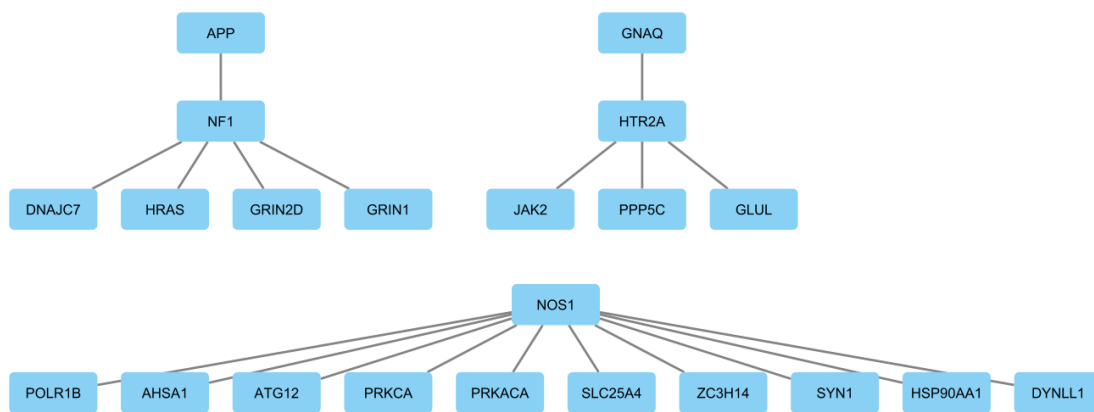 APP
GNAQ
NF1
HTR2A
DNAJC7
HRAS
GRIN2D
GRIN1
JAK2
PPP5C
GLUL
NOS1
POLR1B
AHSA1
ATG12
PRKCA
PRKACA
SLC25A4
ZC3H14
SYN1
HSP90AA1
DYNLL1